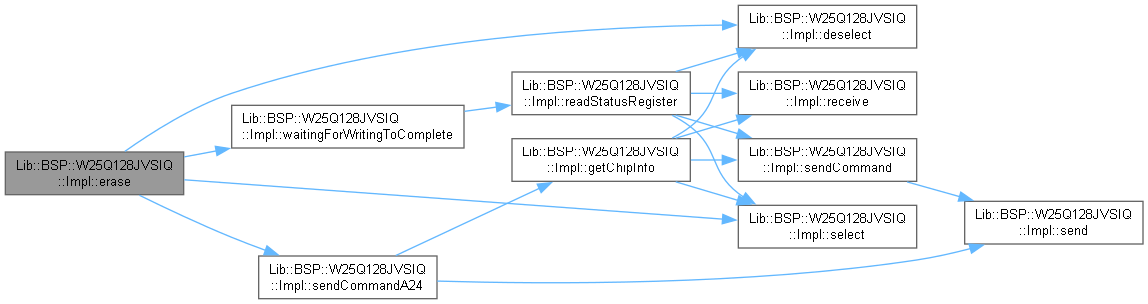 Lib::BSP::W25Q128JVSIQ
::Impl::erase
Lib::BSP::W25Q128JVSIQ
::Impl::waitingForWritingToComplete
Lib::BSP::W25Q128JVSIQ
::Impl::sendCommandA24
Lib::BSP::W25Q128JVSIQ
::Impl::readStatusRegister
Lib::BSP::W25Q128JVSIQ
::Impl::getChipInfo
Lib::BSP::W25Q128JVSIQ
::Impl::deselect
Lib::BSP::W25Q128JVSIQ
::Impl::receive
Lib::BSP::W25Q128JVSIQ
::Impl::sendCommand
Lib::BSP::W25Q128JVSIQ
::Impl::select
Lib::BSP::W25Q128JVSIQ
::Impl::send